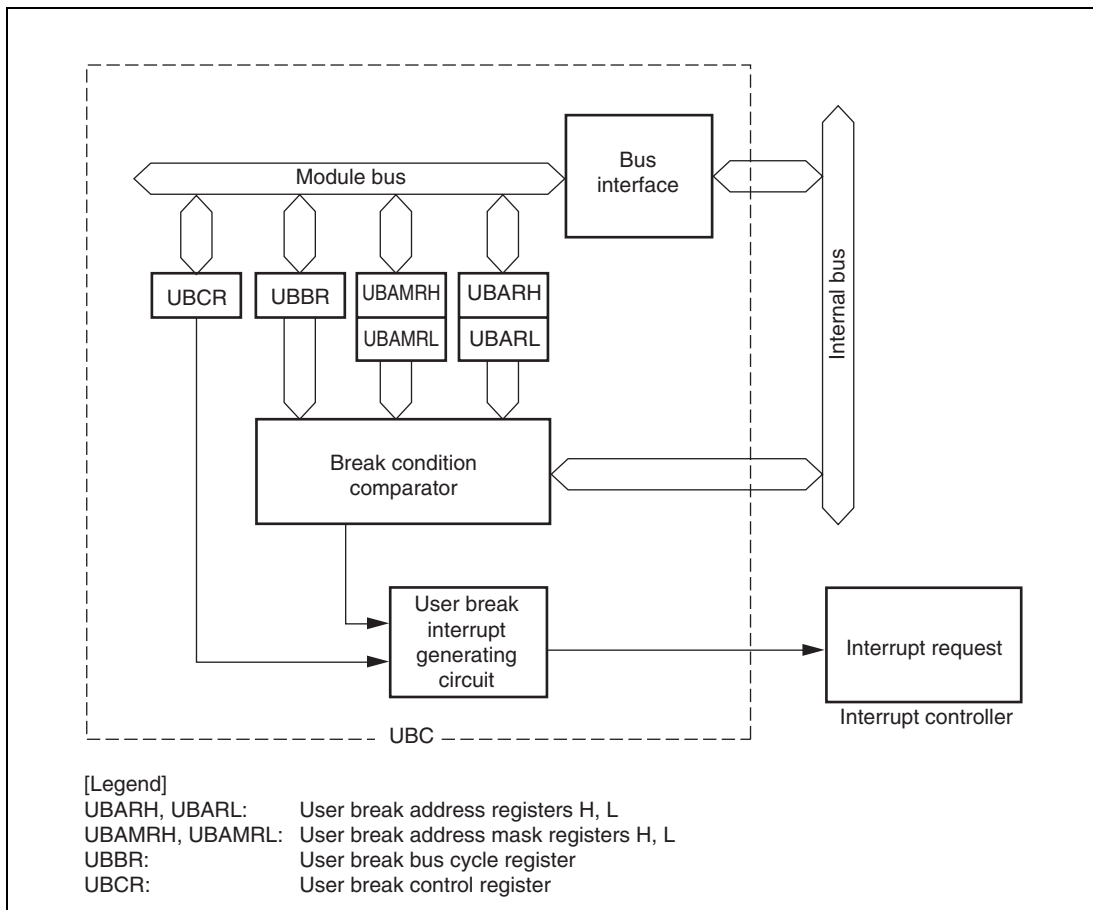 Bus
interface
Module bus
Internal bus
UBCR
UBBR
UBAMRH
UBARH
UBAMRL
UBARL
Break condition
comparator
User break
interrupt
generating
circuit
Interrupt request
Interrupt controller
UBC
[Legend]
UBARH, UBARL: User break address registers H, L
UBAMRH, UBAMRL: User break address mask registers H, L
UBBR: User break bus cycle register
UBCR: User break control register